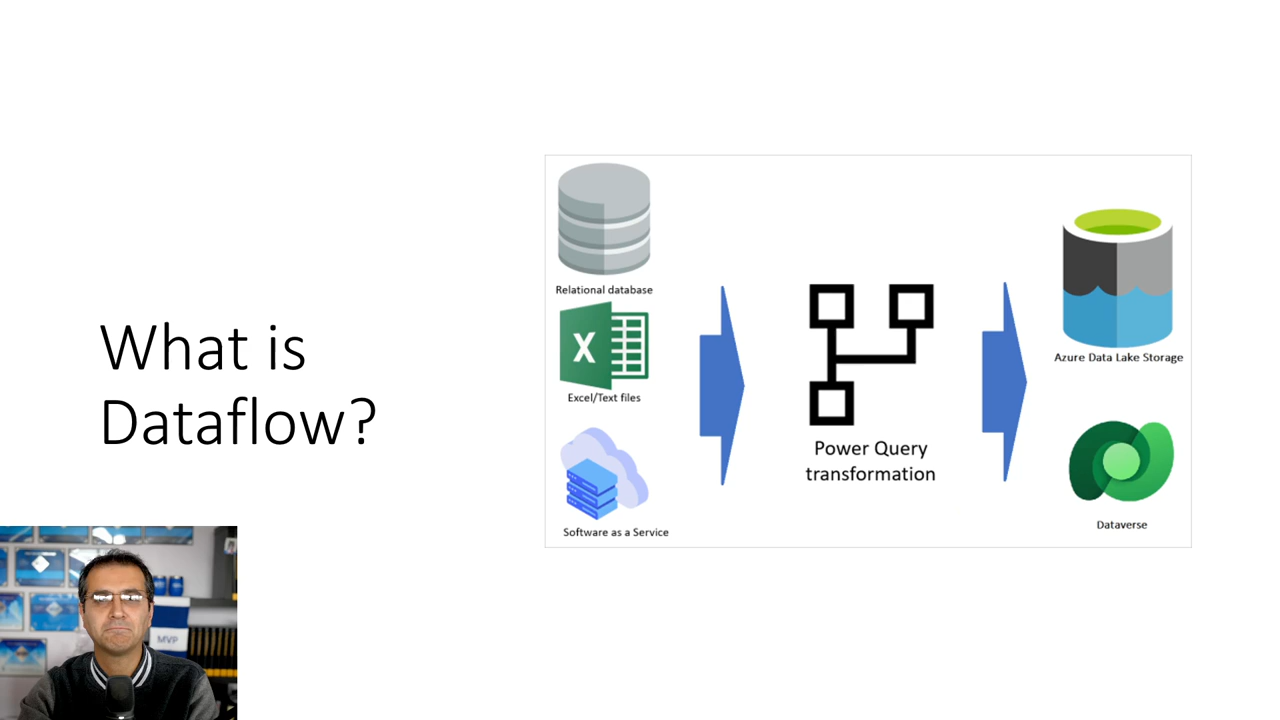 What is
Dataflow?
Relational database
X
Excel/Text files
Software as a Service
Power Query
transformation
Azure Data Lake Storage
Dataverse
MVP